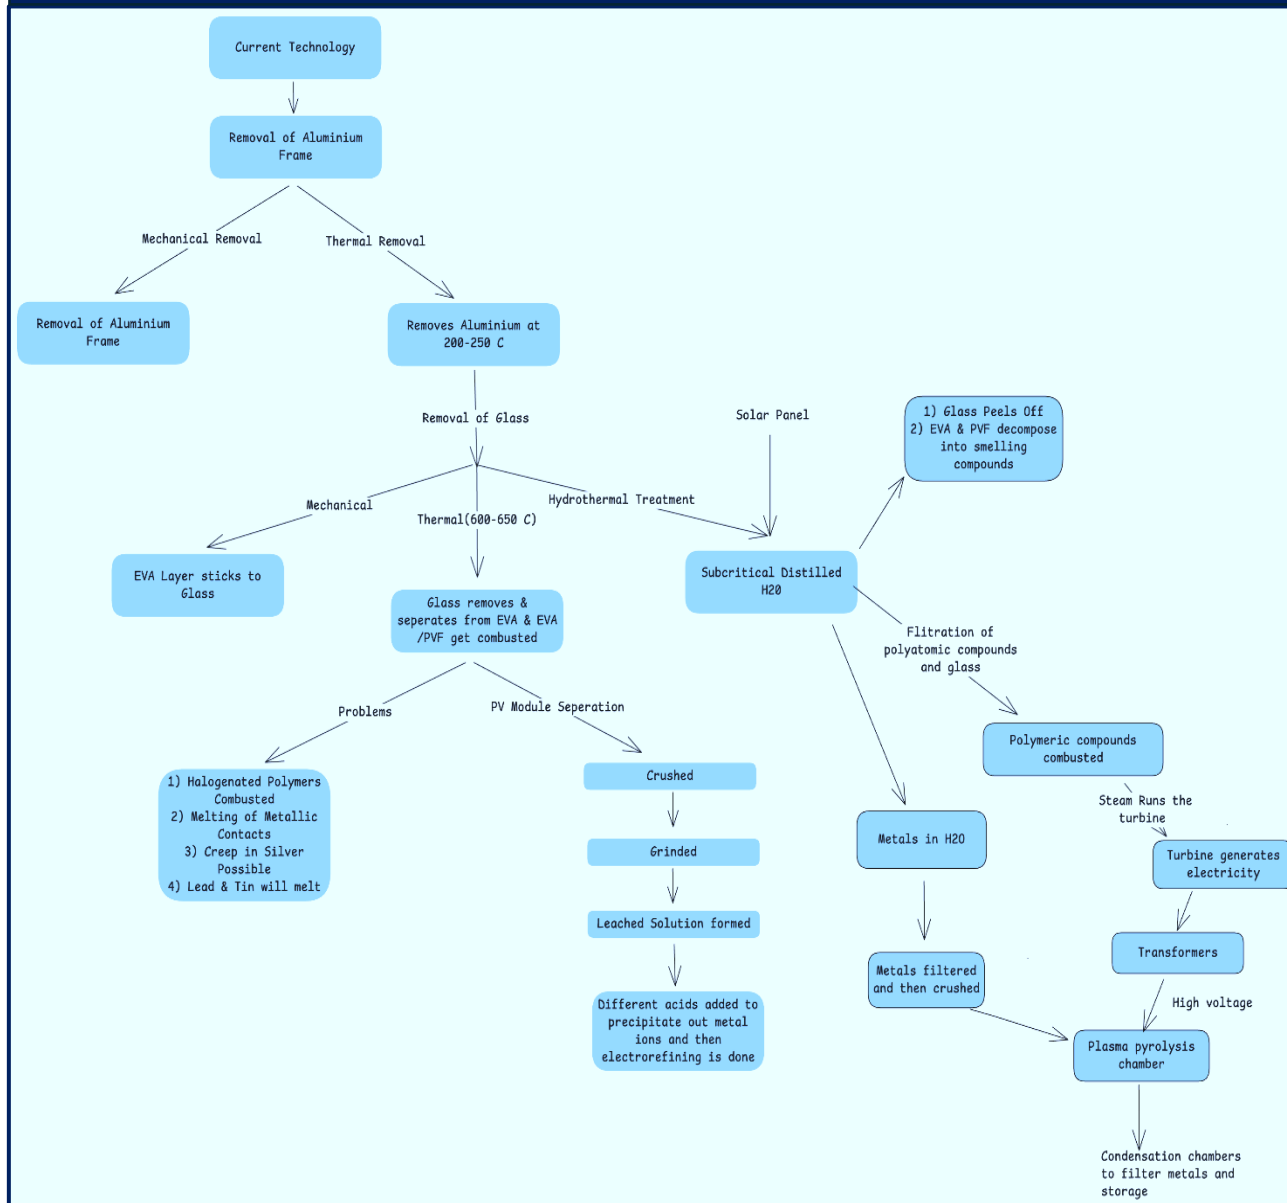 Current Technology
Removal of Aluminium
Frame
Mechanical Removal
Thermal Removal
Removal of Aluminium
Frame
Removes Aluminium at
200-250 C
Removal of Glass
Solar Panel
1) Glass Peels Off
2) EVA & PVF decompose
into smelling
compounds
Mechanical
Thermal(600-650 C)
Hydrothermal Treatment
EVA Layer sticks to
Glass
Glass removes &
seperates from EVA & EVA
/PVF get combusted
Subcritical Distilled
H20
Flitration of
polyatomic compounds
and glass
Problems
PV Module Seperation
1) Halogenated Polymers
Combusted
2) Melting of Metallic
Contacts
3) Creep in Silver
Possible
4) Lead & Tin will melt
Crushed
Grinded
Leached Solution formed
Different acids added to
precipitate out metal
ions and then
electrorefining is done
Polymeric compounds
combusted
Steam Runs the
turbine
Metals in H2O
Turbine generates
electricity
Metals filtered
and then crushed
Transformers
High voltage
Plasma pyrolysis
chamber
Condensation chambers
to filter metals and
storage